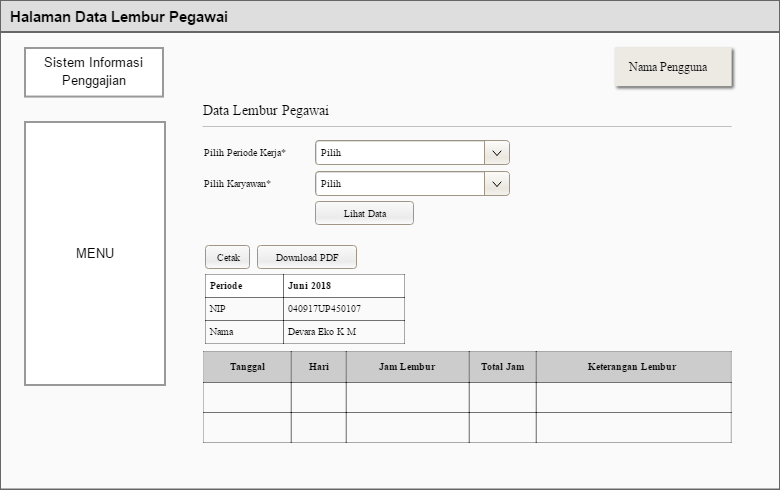 Halaman Data Lembur Pegawai
Sistem Informasi
Penggajian
Nama Pengguna
MENU
Data Lembur Pegawai
Pilih Periode Kerja* Pilih
Pilih Karyawan* Pilih
Lihat Data
Cetak Download PDF
Periode Juni 2018
NIP 040917UP450107
Nama Devara Eko K M
Tanggal Hari Jam Lembur Total Jam Keterangan Lembur